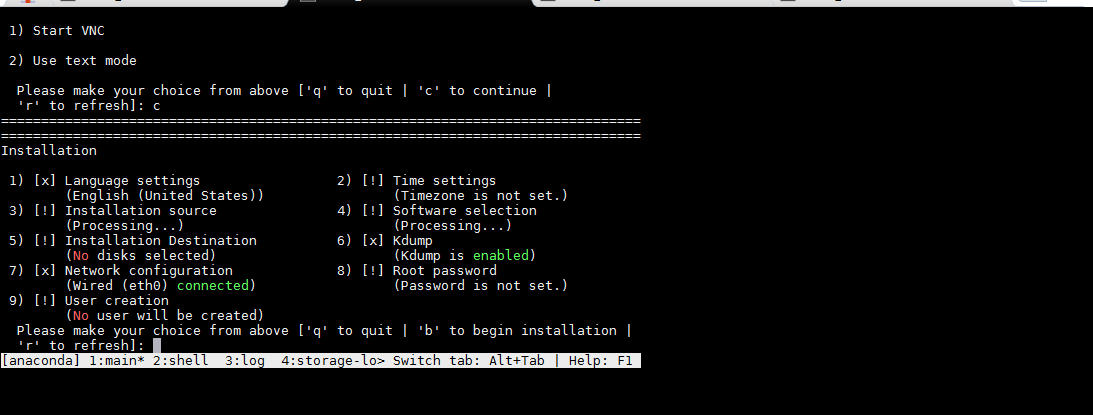 1) Start VNC
2) Use text mode
Please make your choice from above ['q' to quit | 'c' to continue |
'r' to refresh]: c
================================================================================
================================================================================
Installation
1) [x] Language settings 2) [!] Time settings
(English (United States)) (Timezone is not set.)
3) [!] Installation source 4) [!] Software selection
(Processing...) (Processing...)
5) [!] Installation Destination 6) [x] Kdump
(No disks selected) (Kdump is enabled)
7) [x] Network configuration 8) [!] Root password
(Wired (eth0) connected) (Password is not set.)
9) [!] User creation
(No user will be created)
Please make your choice from above ['q' to quit | 'b' to begin installation |
'r' to refresh]:
[anaconda] 1:main* 2:shell 3:log 4:storage-lo> Switch tab: Alt+Tab | Help: F1